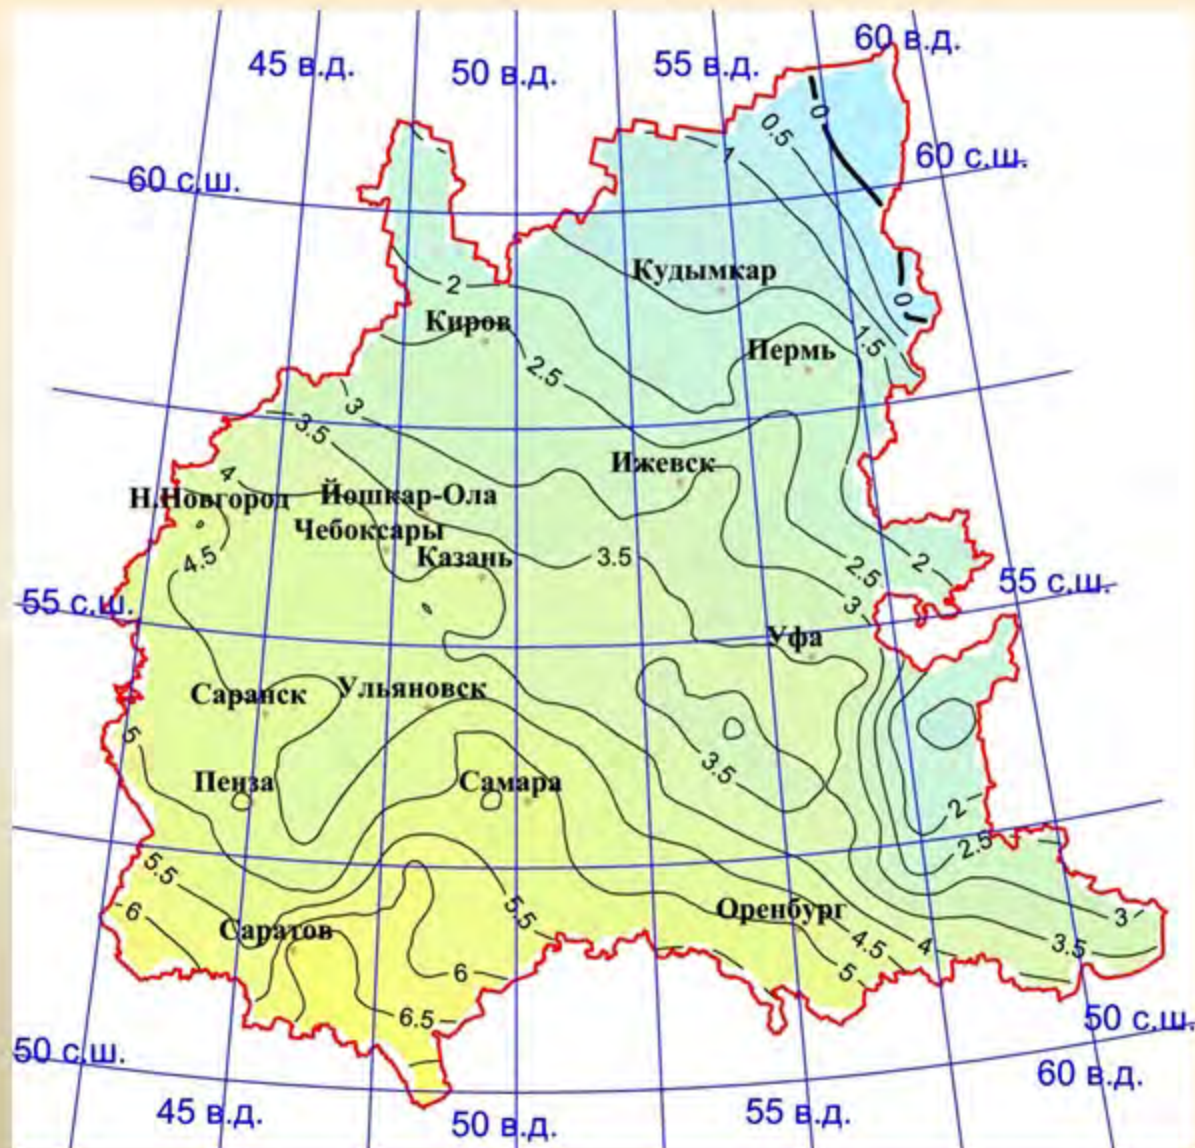 60 в.д.
45 в.д.
50 в.д.
55 в.д.
0
0.5
1
60 с.ш.
60 с.ш.
Кудымкар
2
0
Киров
1.5
Пермь
2.5
3
3.5
Ижевск
4
Н.Новгород
Йошкар-Ола
Чебоксары
Казань
3.5
4.5
2.5
2
55 с.ш.
55 с.ш.
3
Уфа
Саранск
Ульяновск
5
3.5
Пенза
Самара
2
2.5
5.5
6
5.5
Оренбург
3
Саратов
4.5
4
3.5
6
5
6.5
50 с.ш.
50 с.ш.
60 в.д.
45 в.д.
50 в.д.
55 в.д.